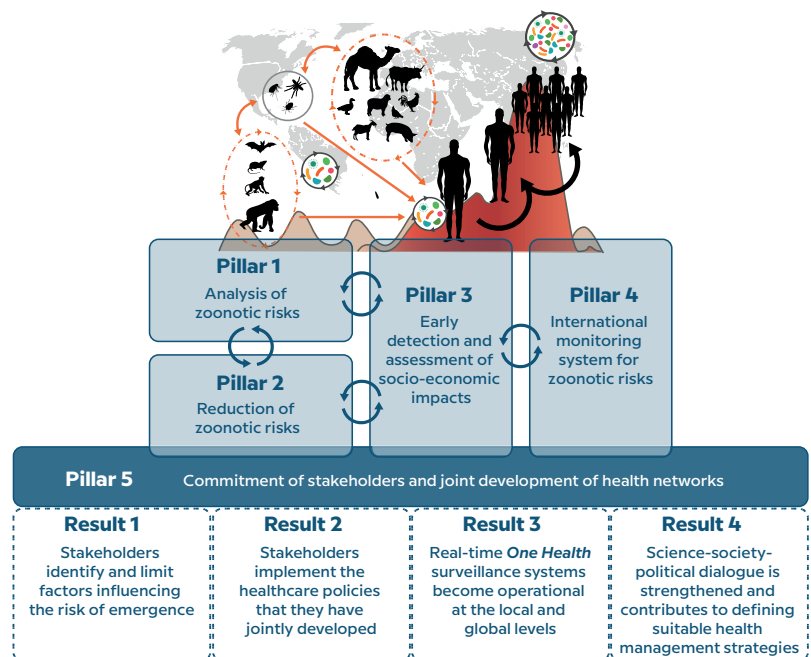 Pillar 1
Analysis of
zoonotic risks
Pillar 2
Reduction of
zoonotic risks
Pillar 3
Early
detection and
assessment of
socio-economic
impacts
Pillar 4
International
monitoring
system for
zoonotic risks
Pillar 5 Commitment of stakeholders and joint development of health networks
Result 1
Stakeholders
identify and limit
factors influencing
the risk of emergence
Result 2
Stakeholders
implement the
healthcare policies
that they have
jointly developed
Result 3
Real-time One Health
surveillance systems
become operational
at the local and
global levels
Result 4
Science-society-
political dialogue is
strengthened and
contributes to defining
suitable health
management strategies